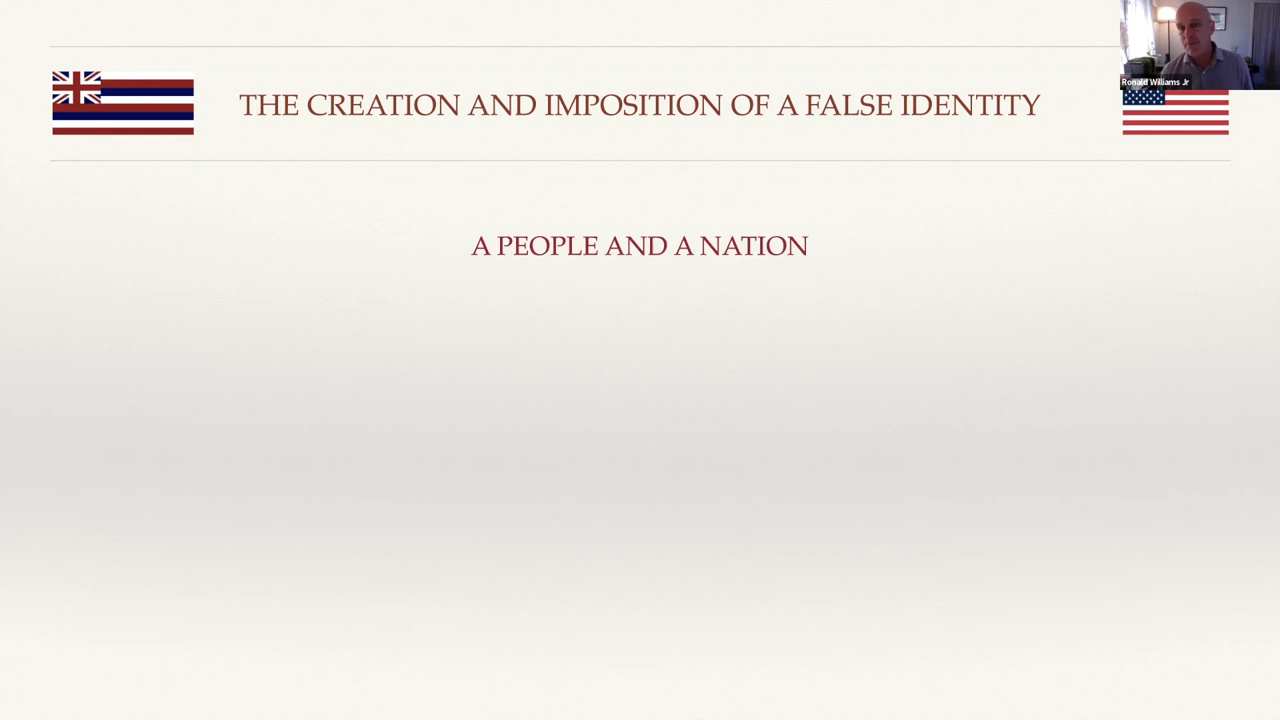 THE CREATION AND IMPOSITION OF A FALSE IDENTITY
Ronald Williams Jr
A PEOPLE AND A NATION